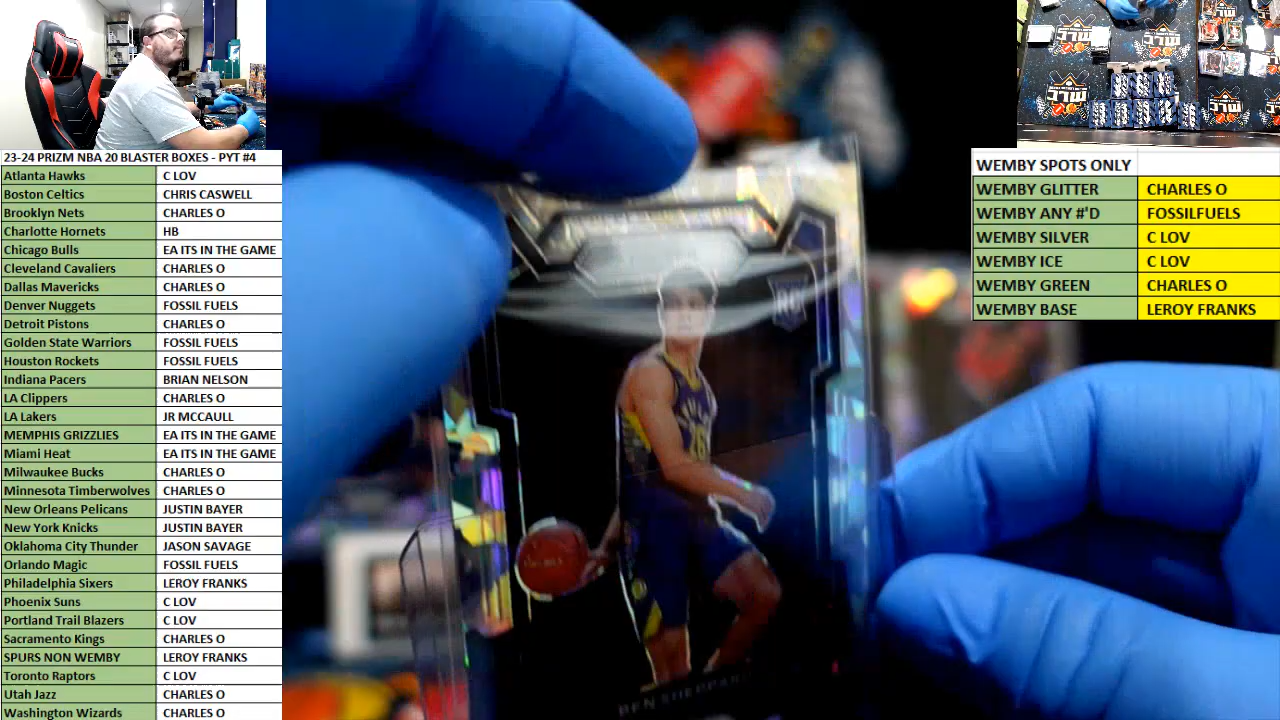 23-24 PRIZM NBA 20 BLASTER BOXES - PYT #4
Atlanta Hawks C LOV
Boston Celtics CHRIS CASWELL
Brooklyn Nets CHARLES O
Charlotte Hornets HB
Chicago Bulls EA ITS IN THE GAME
Cleveland Cavaliers CHARLES O
Dallas Mavericks CHARLES O
Denver Nuggets FOSSIL FUELS
Detroit Pistons CHARLES O
Golden State Warriors FOSSIL FUELS
Houston Rockets FOSSIL FUELS
Indiana Pacers BRIAN NELSON
LA Clippers CHARLES O
LA Lakers JR MCCAULL
MEMPHIS GRIZZLIES EA ITS IN THE GAME
Miami Heat EA ITS IN THE GAME
Milwaukee Bucks CHARLES O
Minnesota Timberwolves CHARLES O
New Orleans Pelicans JUSTIN BAYER
New York Knicks JUSTIN BAYER
Oklahoma City Thunder JASON SAVAGE
Orlando Magic FOSSIL FUELS
Philadelphia Sixers LEROY FRANKS
Phoenix Suns C LOV
Portland Trail Blazers C LOV
Sacramento Kings CHARLES O
SPURS NON WEMBY LEROY FRANKS
Toronto Raptors C LOV
Utah Jazz CHARLES O
Washington Wizards CHARLES O
WEMBY SPOTS ONLY
WEMBY GLITTER CHARLES O
WEMBY ANY #'D FOSSILFUELS
WEMBY SILVER C LOV
WEMBY ICE C LOV
WEMBY GREEN CHARLES O
WEMBY BASE LEROY FRANKS
RC
BEN SHEPPARD